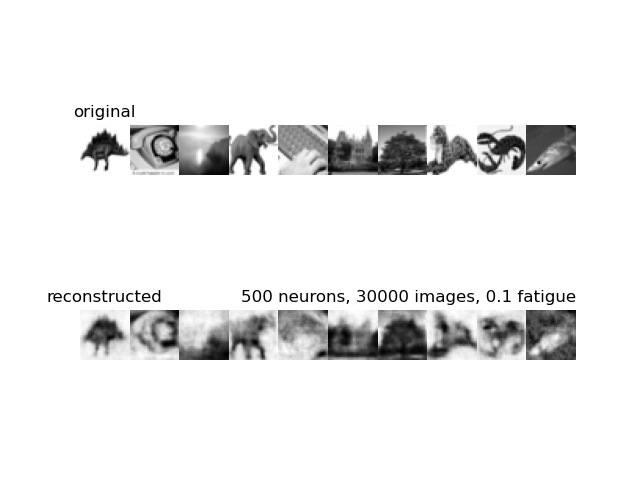 original
reconstructed
500 neurons, 30000 images, 0.1 fatigue